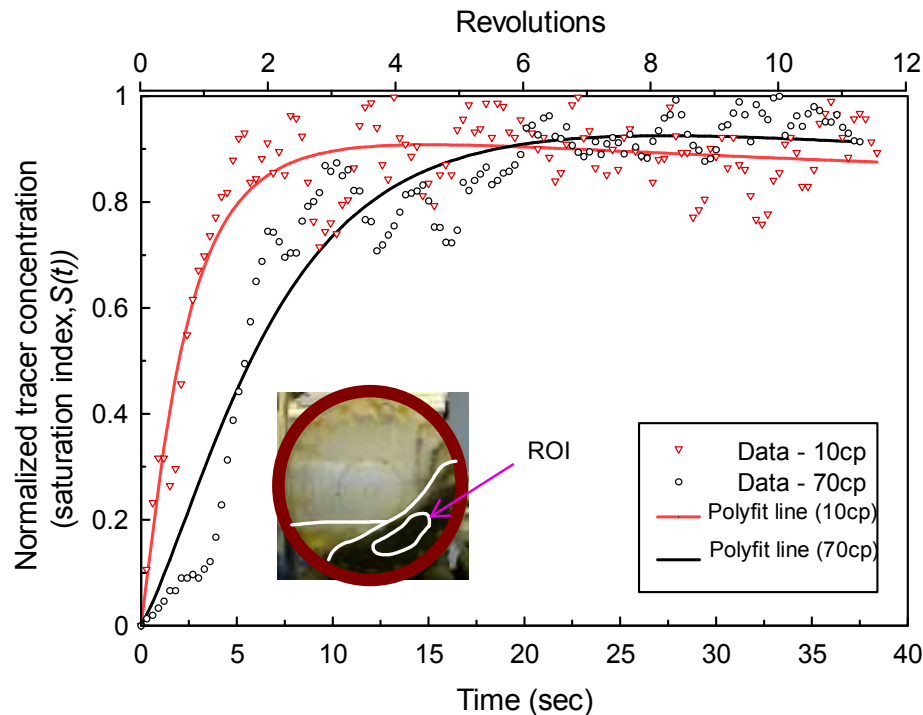 Revolutions
0 2 4 6 8 10 12
Normalized tracer concentration
(saturation index,S(t))
1
0.8
0.6
0.4
0.2
0
ROI
Data - 10cp
Data - 70cp
Polyfit line (10cp)
Polyfit line (70cp)
0 5 10 15 20 25 30 35 40
Time (sec)